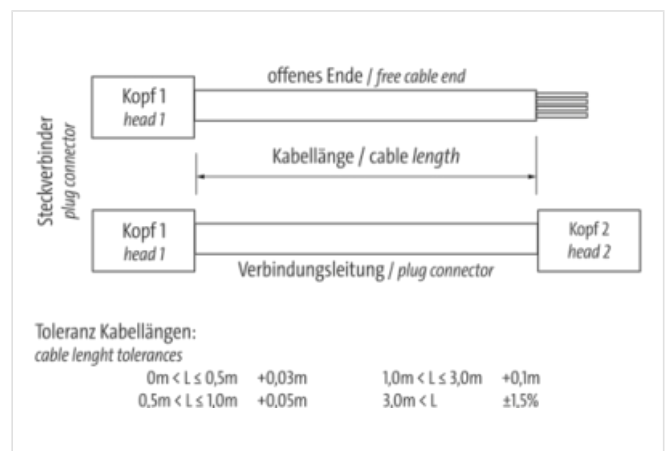 offenes Ende / free cable end
Kopf 1
head 1
Steckverbinder
plug connector
Kabellänge / cable length
Kopf 1
head 1
Kopf 2
head 2
Verbindungsleitung / plug connector
Toleranz Kabellängen:
cable lenght tolerances
0m < L ≤ 0,5m +0,03m 1,0m < L ≤ 3,0m +0,1m
0,5m < L ≤ 1,0m +0,05m 3,0m < L ±1,5%